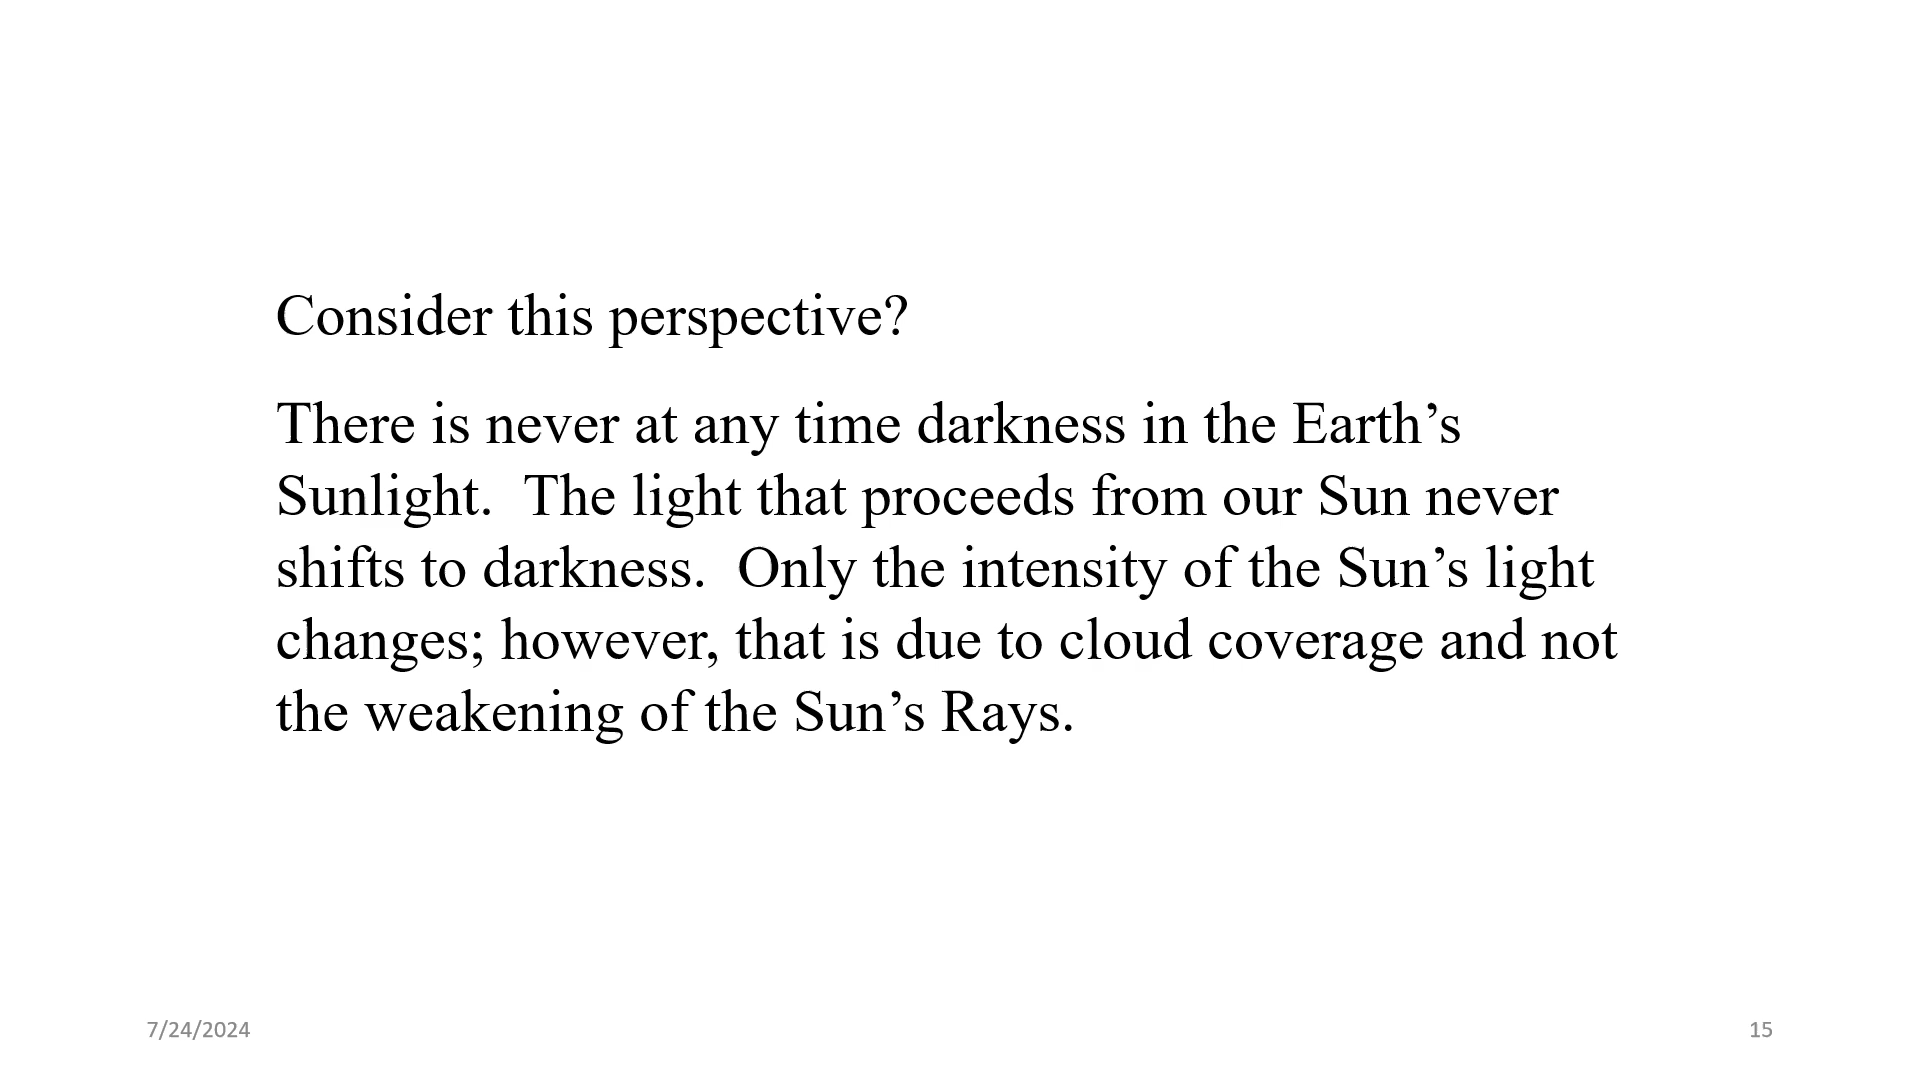 Consider this perspective?
There is never at any time darkness in the Earth’s
Sunlight.  The light that proceeds from our Sun never
shifts to darkness.  Only the intensity of the Sun’s light
changes; however, that is due to cloud coverage and not
the weakening of the Sun’s Rays.
7/24/2024
15